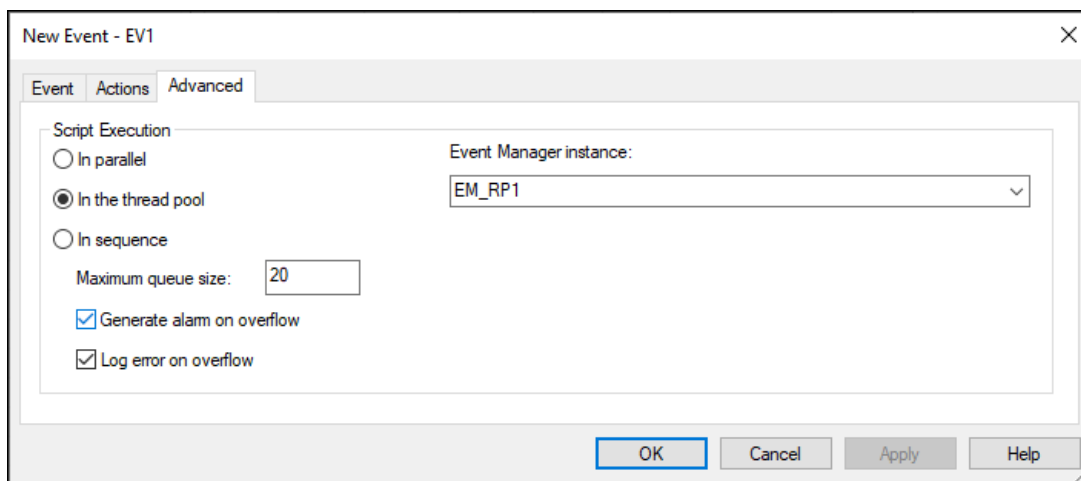 New Event - EV1
Event Actions Advanced
Script Execution
In parallel
Event Manager instance:
In the thread pool
EM_RP1
In sequence
Maximum queue size: 20
Generate alarm on overflow
Log error on overflow
OK Cancel Apply Help